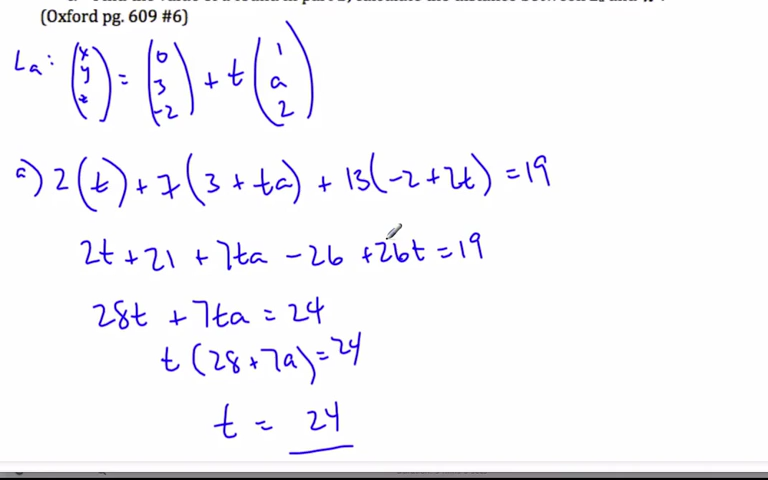 (Oxford pg. 609 #6)
La: (x y z) = (0 3 -2) + t (1 a 2)
a) 2(t) + 7(3 + ta) + 13(-2 + 2t) = 19
2t + 21 + 7ta - 26 + 26t = 19
28t + 7ta = 24
t (28 + 7a) = 24
t = 24